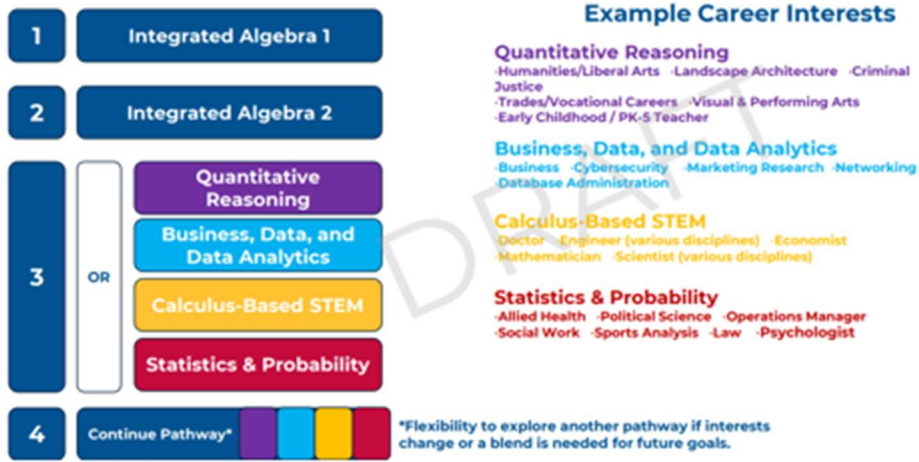 1
Integrated Algebra 1
2
Integrated Algebra 2
3
OR
Quantitative
Reasoning
Business, Data, and
Data Analytics
Calculus-Based STEM
Statistics & Probability
4
Continue Pathway*
*Flexibility to explore another pathway if interests
change or a blend is needed for future goals.
Example Career Interests
Quantitative Reasoning
·Humanities/Liberal Arts ·Landscape Architecture ·Criminal
Justice
·Trades/Vocational Careers ·Visual & Performing Arts
·Early Childhood / PK-5 Teacher
Business, Data, and Data Analytics
·Business ·Cybersecurity ·Marketing Research ·Networking
·Database Administration
Calculus-Based STEM
·Doctor ·Engineer (various disciplines) ·Economist
·Mathematician ·Scientist (various disciplines)
Statistics & Probability
·Allied Health ·Political Science ·Operations Manager
·Social Work ·Sports Analysis ·Law ·Psychologist
DRAFT